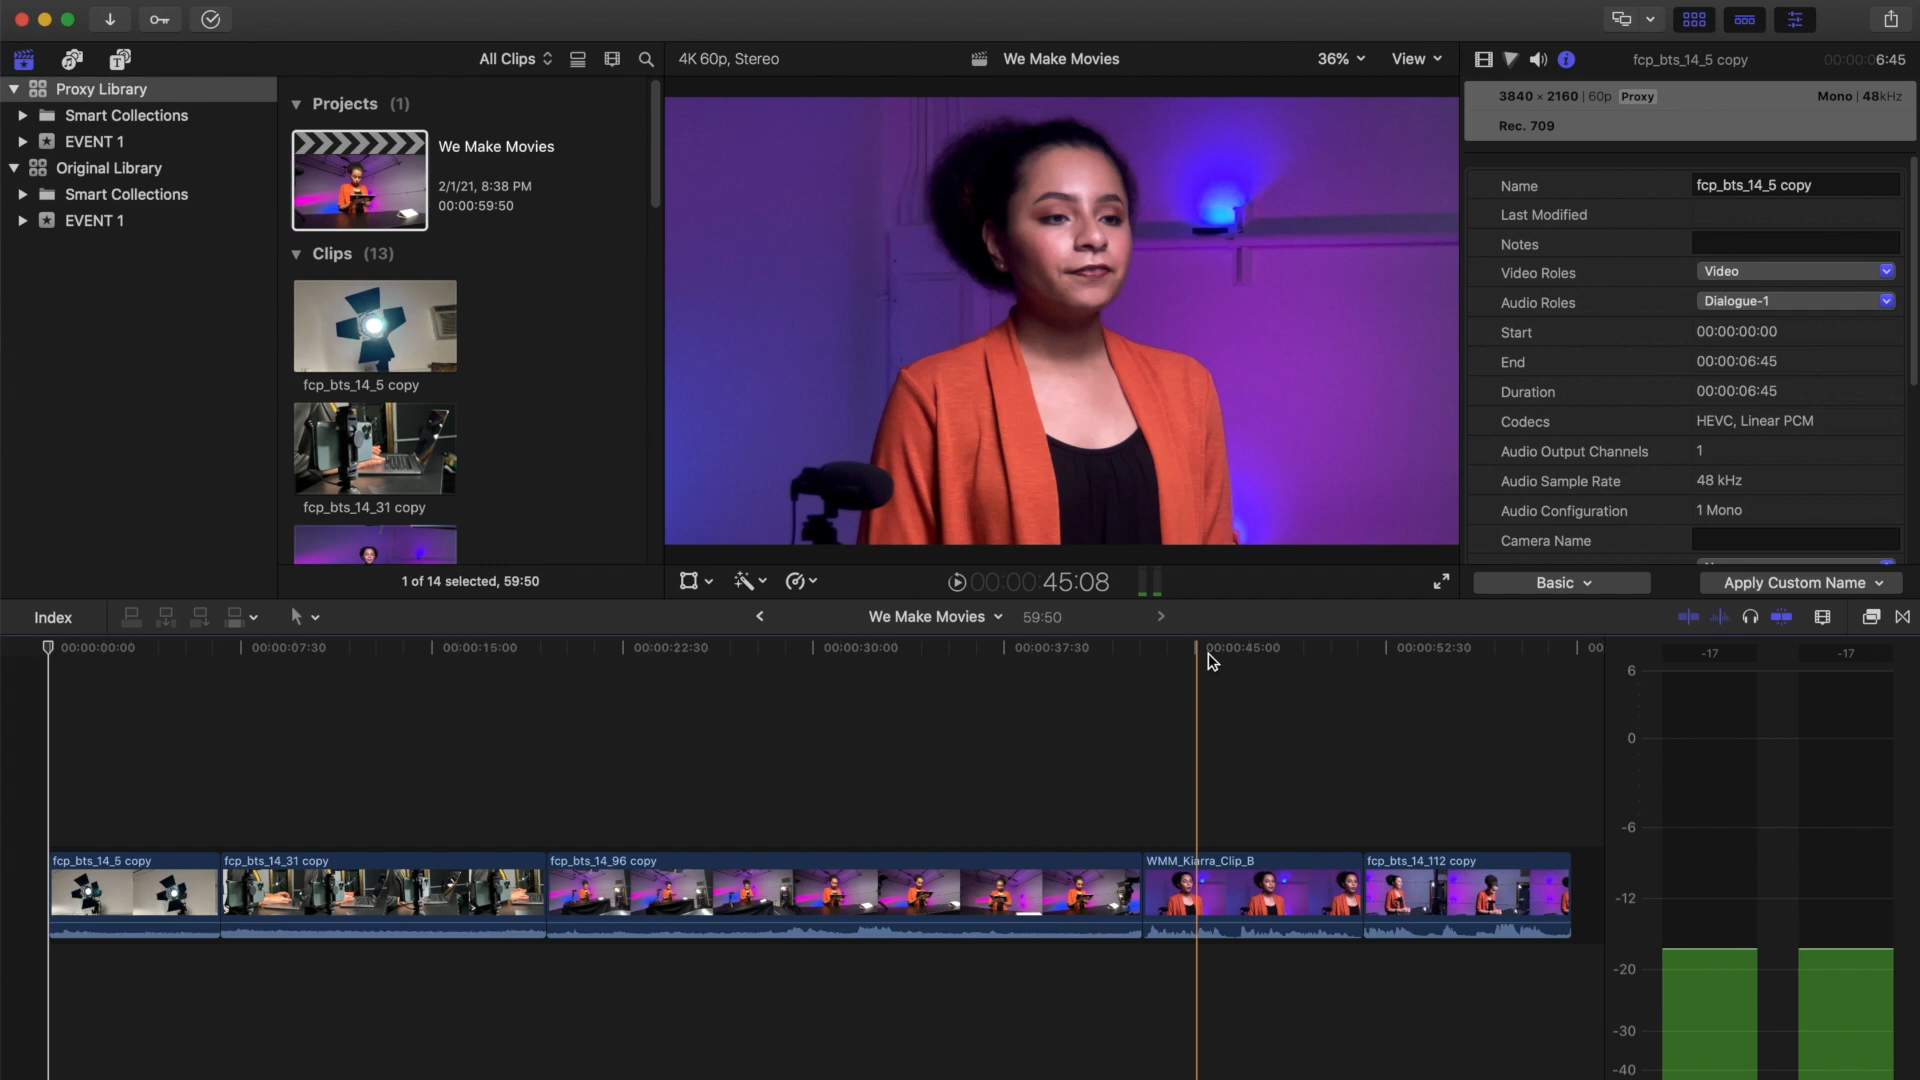 All Clips
4K 60p, Stereo
We Make Movies
36%
View
fcp_bts_14_5 copy
00:00:06:45
Proxy Library
Smart Collections
EVENT 1
Original Library
Smart Collections
EVENT 1
Projects (1)
We Make Movies
2/1/21, 8:38 PM
00:00:59:50
Clips (13)
fcp_bts_14_5 copy
fcp_bts_14_31 copy
1 of 14 selected, 59:50
00:00:45:08
3840 × 2160 | 60p Proxy
Mono | 48kHz
Rec. 709
Name fcp_bts_14_5 copy
Last Modified
Notes
Video Roles Video
Audio Roles Dialogue-1
Start 00:00:00:00
End 00:00:06:45
Duration 00:00:06:45
Codecs HEVC, Linear PCM
Audio Output Channels 1
Audio Sample Rate 48 kHz
Audio Configuration 1 Mono
Camera Name
Basic
Apply Custom Name
Index
We Make Movies
59:50
00:00:00:00
00:00:07:30
00:00:15:00
00:00:22:30
00:00:30:00
00:00:37:30
00:00:45:00
00:00:52:30
00
fcp_bts_14_5 copy
fcp_bts_14_31 copy
fcp_bts_14_96 copy
WMM_Kiarra_Clip_B
fcp_bts_14_112 copy
-17
-17
6
0
-6
-12
-20
-30
-40